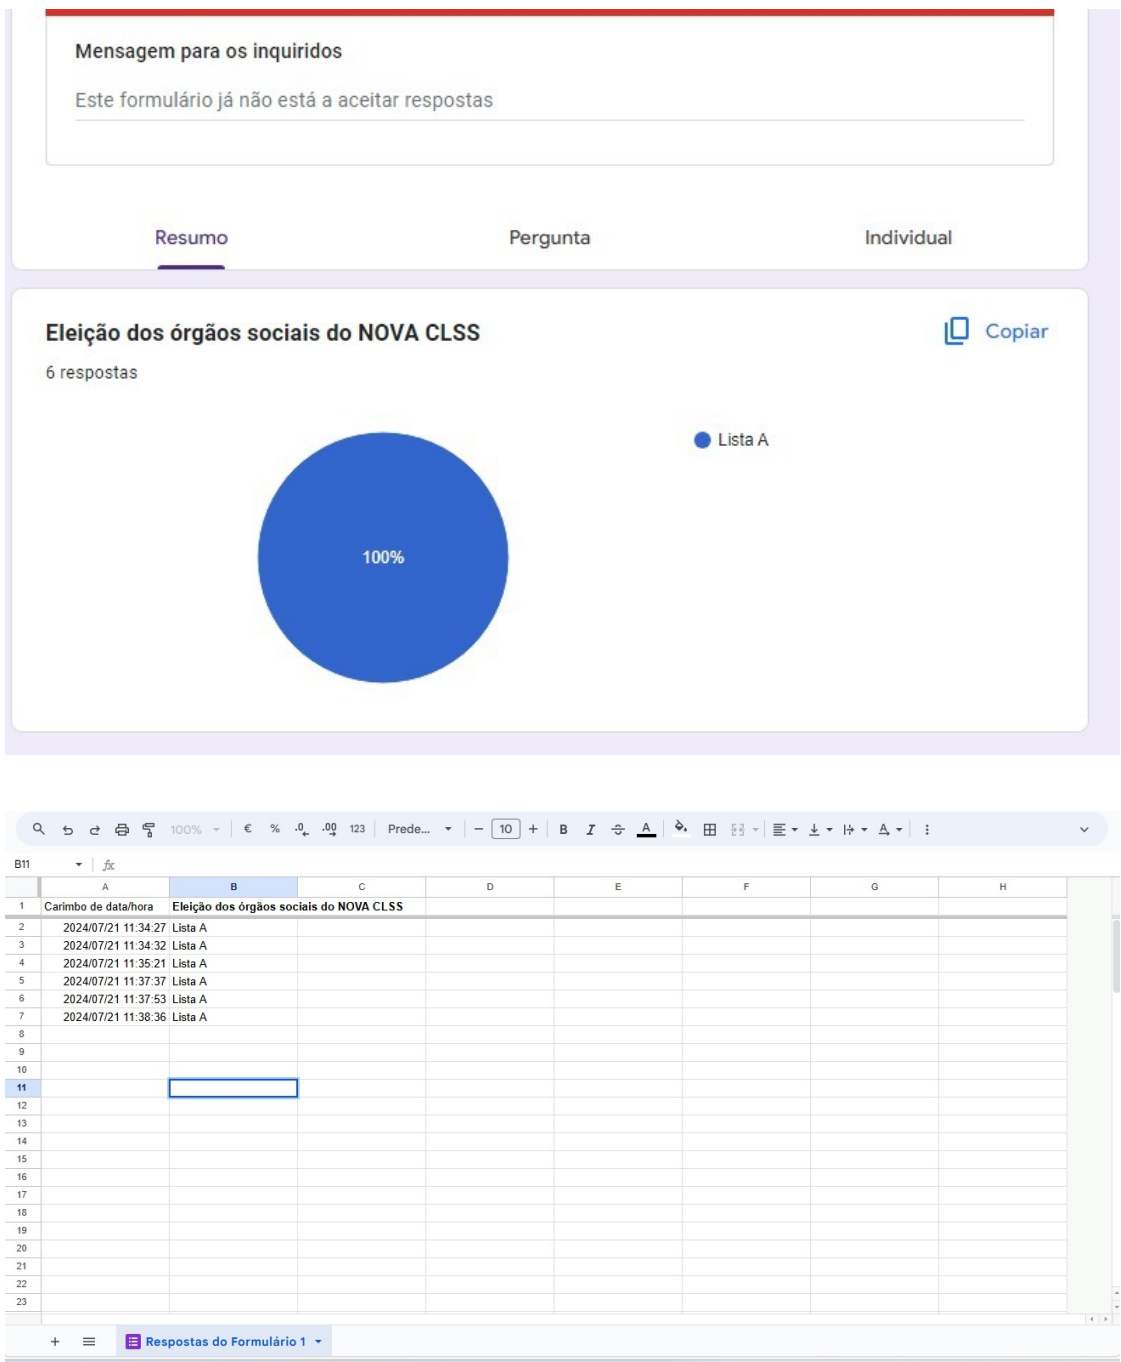 Mensagem para os inquiridos
Este formulário já não está a aceitar respostas
Resumo Pergunta Individual
Eleição dos órgãos sociais do NOVA CLSS Copiar
6 respostas
Lista A
100%
100% € % .0 .00 123 Prede... − 10 + B I A A
B11 fx
A B C D E F G H
1 Carimbo de data/hora Eleição dos órgãos sociais do NOVA CLSS
2 2024/07/21 11:34:27 Lista A
3 2024/07/21 11:34:32 Lista A
4 2024/07/21 11:35:21 Lista A
5 2024/07/21 11:37:37 Lista A
6 2024/07/21 11:37:53 Lista A
7 2024/07/21 11:38:36 Lista A
8
9
10
11
12
13
14
15
16
17
18
19
20
21
22
23
+ Respostas do Formulário 1